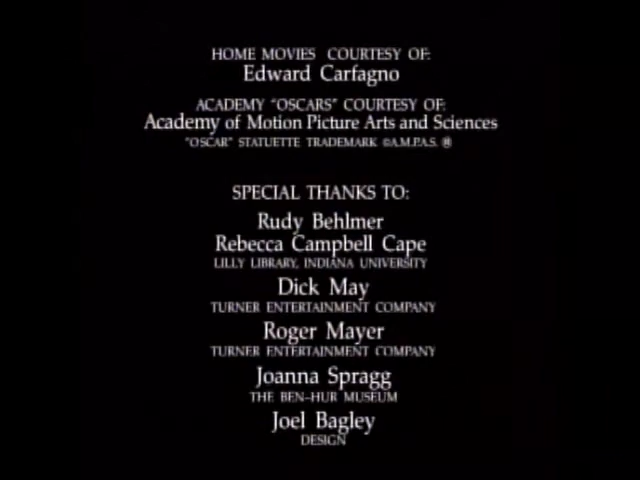 HOME MOVIES COURTESY OF:
Edward Carfagno
ACADEMY "OSCARS" COURTESY OF:
Academy of Motion Picture Arts and Sciences
"OSCAR" STATUETTE TRADEMARK ©A.M.P.A.S. ®
SPECIAL THANKS TO:
Rudy Behlmer
Rebecca Campbell Cape
LILLY LIBRARY, INDIANA UNIVERSITY
Dick May
TURNER ENTERTAINMENT COMPANY
Roger Mayer
TURNER ENTERTAINMENT COMPANY
Joanna Spragg
THE BEN-HUR MUSEUM
Joel Bagley
DESIGN